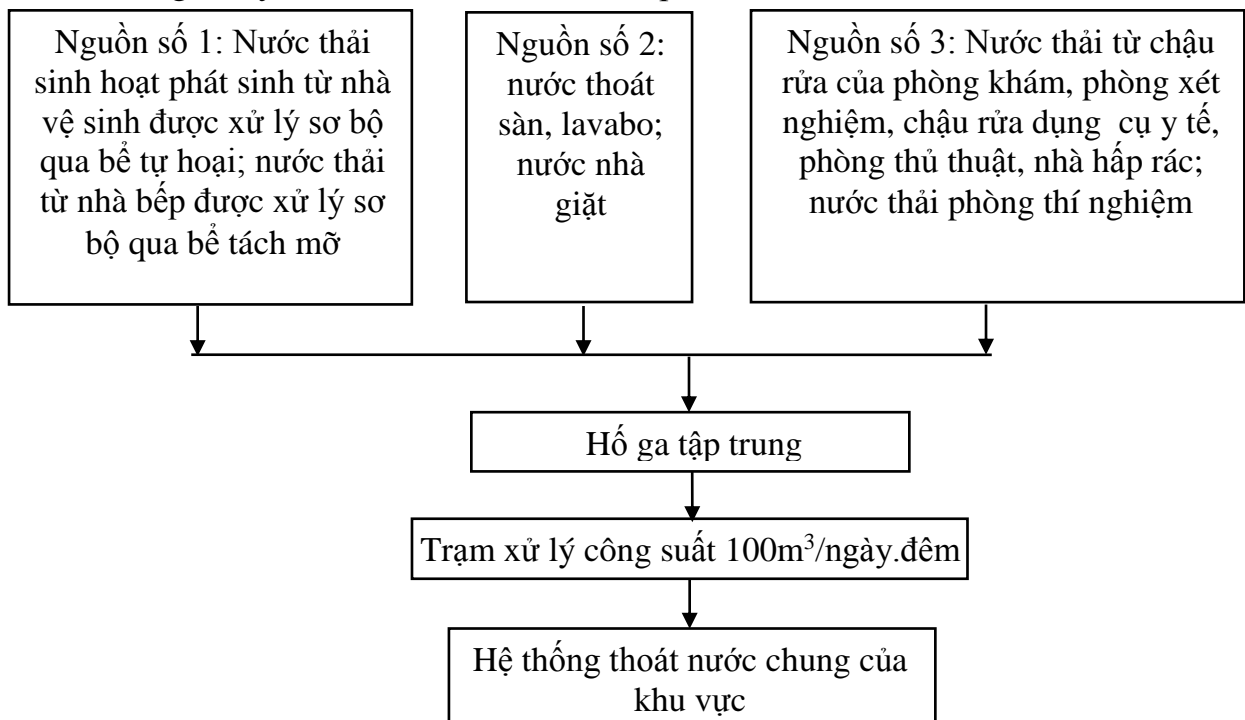 Nguồn số 1: Nước thải
sinh hoạt phát sinh từ nhà
vệ sinh được xử lý sơ bộ
qua bể tự hoại; nước thải
từ nhà bếp được xử lý sơ
bộ qua bể tách mỡ
Nguồn số 2:
nước thoát
sàn, lavabo;
nước nhà
giặt
Nguồn số 3: Nước thải từ chậu
rửa của phòng khám, phòng xét
nghiệm, chậu rửa dụng cụ y tế,
phòng thủ thuật, nhà hấp rác;
nước thải phòng thí nghiệm
Hố ga tập trung
Trạm xử lý công suất 100m³/ngày.đêm
Hệ thống thoát nước chung của
khu vực